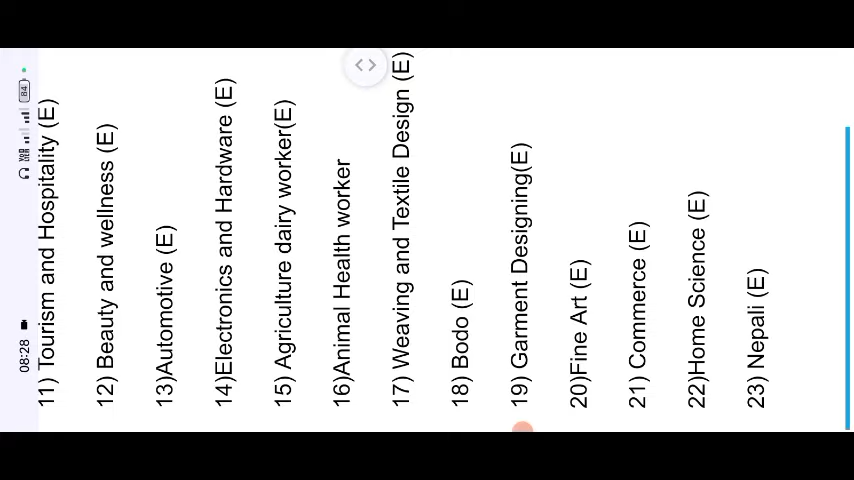 08:28
84
11) Tourism and Hospitality (E)
12) Beauty and wellness (E)
13)Automotive (E)
14)Electronics and Hardware (E)
15) Agriculture dairy worker(E)
16)Animal Health worker
17) Weaving and Textile Design (E)
18) Bodo (E)
19) Garment Designing(E)
20)Fine Art (E)
21) Commerce (E)
22)Home Science (E)
23) Nepali (E)